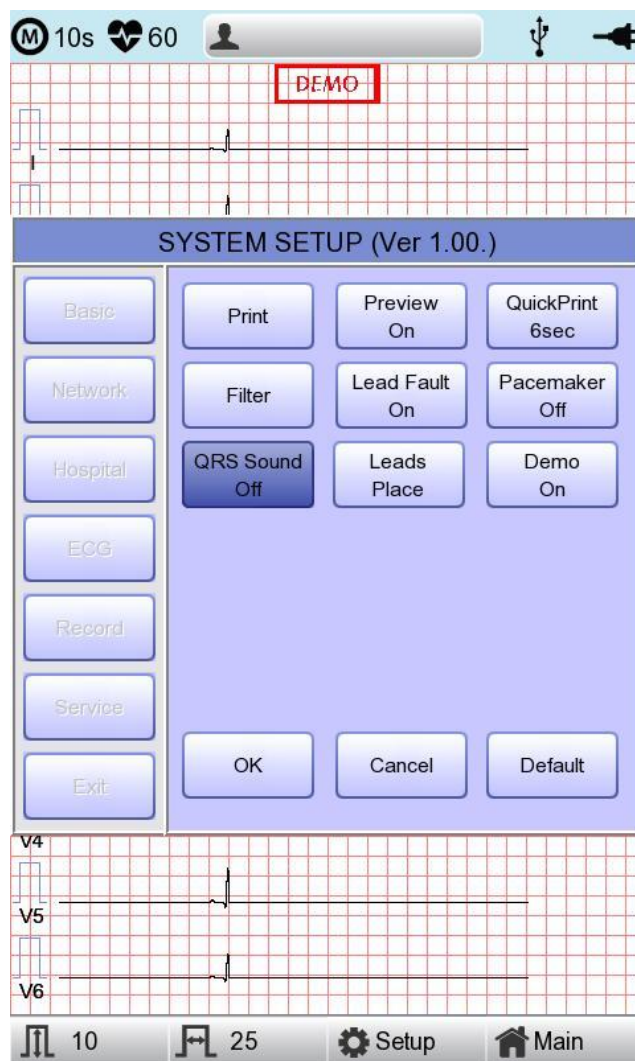 M 10s 60
DEMO
I
SYSTEM SETUP (Ver 1.00.)
Basic
Network
Hospital
ECG
Record
Service
Exit
Print
Preview
On
QuickPrint
6sec
Filter
Lead Fault
On
Pacemaker
Off
QRS Sound
Off
Leads
Place
Demo
On
OK
Cancel
Default
V4
V5
V6
10
25
Setup
Main